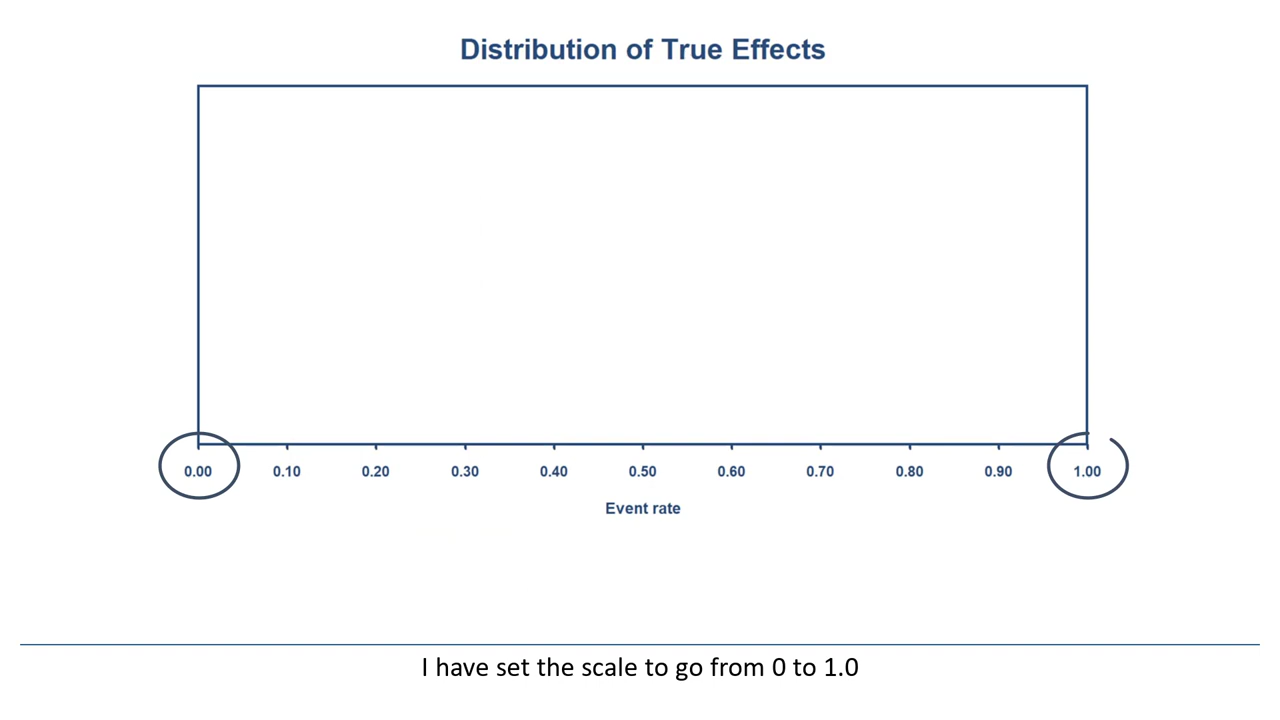 Distribution of True Effects
0.00 0.10 0.20 0.30 0.40 0.50 0.60 0.70 0.80 0.90 1.00
Event rate
I have set the scale to go from 0 to 1.0